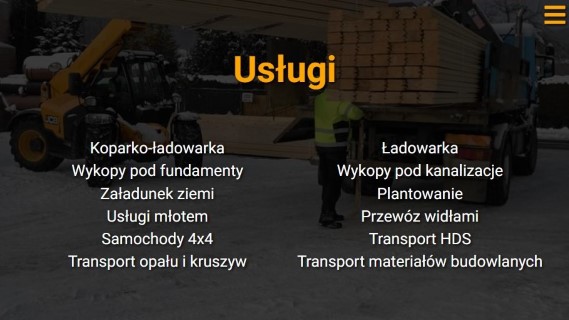 Usługi
Koparko-ładowarka
Wykopy pod fundamenty
Załadunek ziemi
Usługi młotem
Samochody 4x4
Transport opału i kruszyw
Ładowarka
Wykopy pod kanalizacje
Plantowanie
Przewóz widłami
Transport HDS
Transport materiałów budowlanych